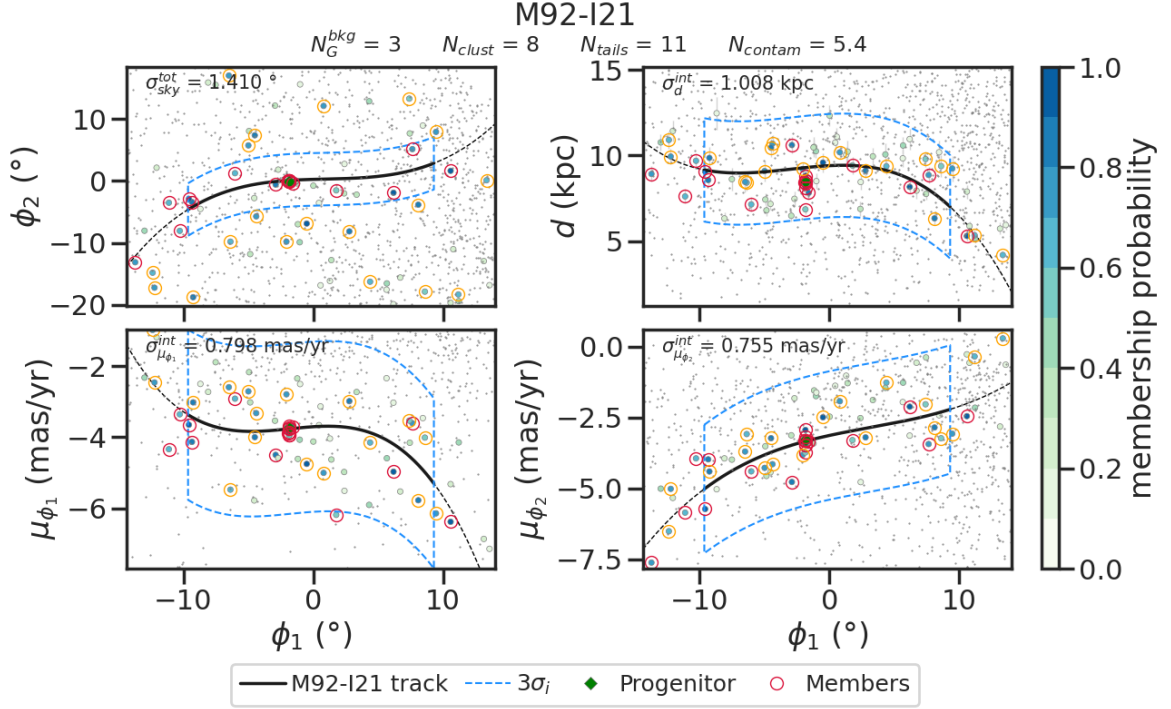 M92-I21
N_G^bkg = 3 N_clust = 8 N_tails = 11 N_contam = 5.4
σ_sky^tot = 1.410 °
10
0
−10
−20
ϕ₂ (°)
σ_d^int = 1.008 kpc
15
10
5
d (kpc)
σ_μϕ₁^int = 0.798 mas/yr
−2
−4
−6
μ_ϕ₁ (mas/yr)
−10 0 10
ϕ₁ (°)
σ_μϕ₂^int = 0.755 mas/yr
0.0
−2.5
−5.0
−7.5
μ_ϕ₂ (mas/yr)
−10 0 10
ϕ₁ (°)
1.0
0.8
0.6
0.4
0.2
0.0
membership probability
M92-I21 track 3σ_i Progenitor Members